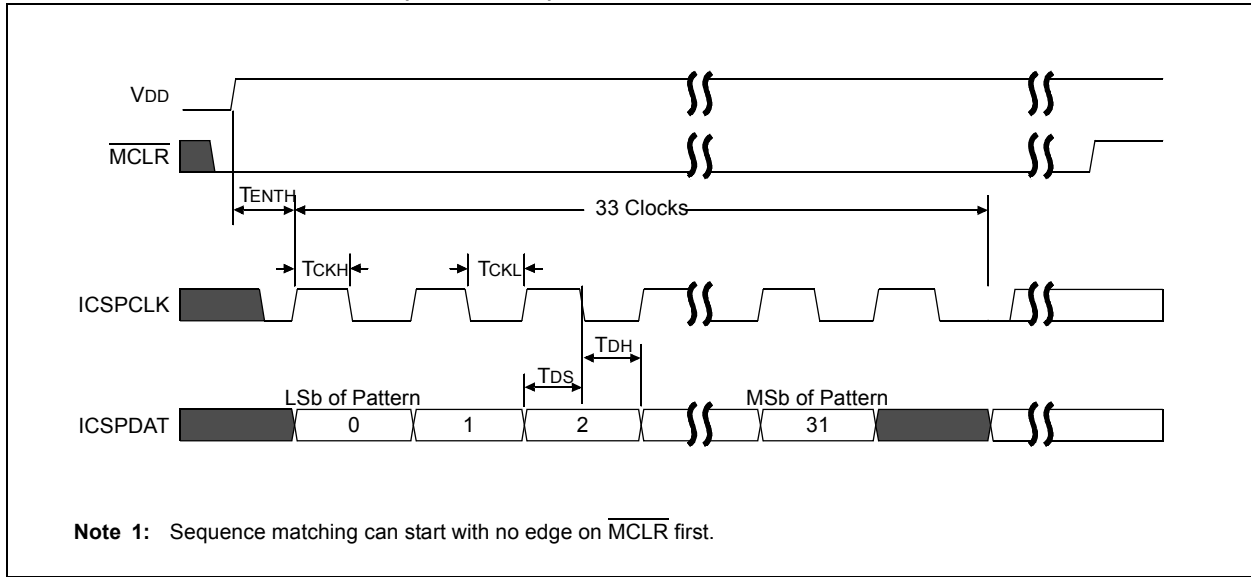 VDD
MCLR
TENTH
33 Clocks
TCKH
TCKL
ICSPCLK
TDH
TDS
LSb of Pattern
MSb of Pattern
ICSPDAT
0
1
2
31
Note 1: Sequence matching can start with no edge on MCLR first.